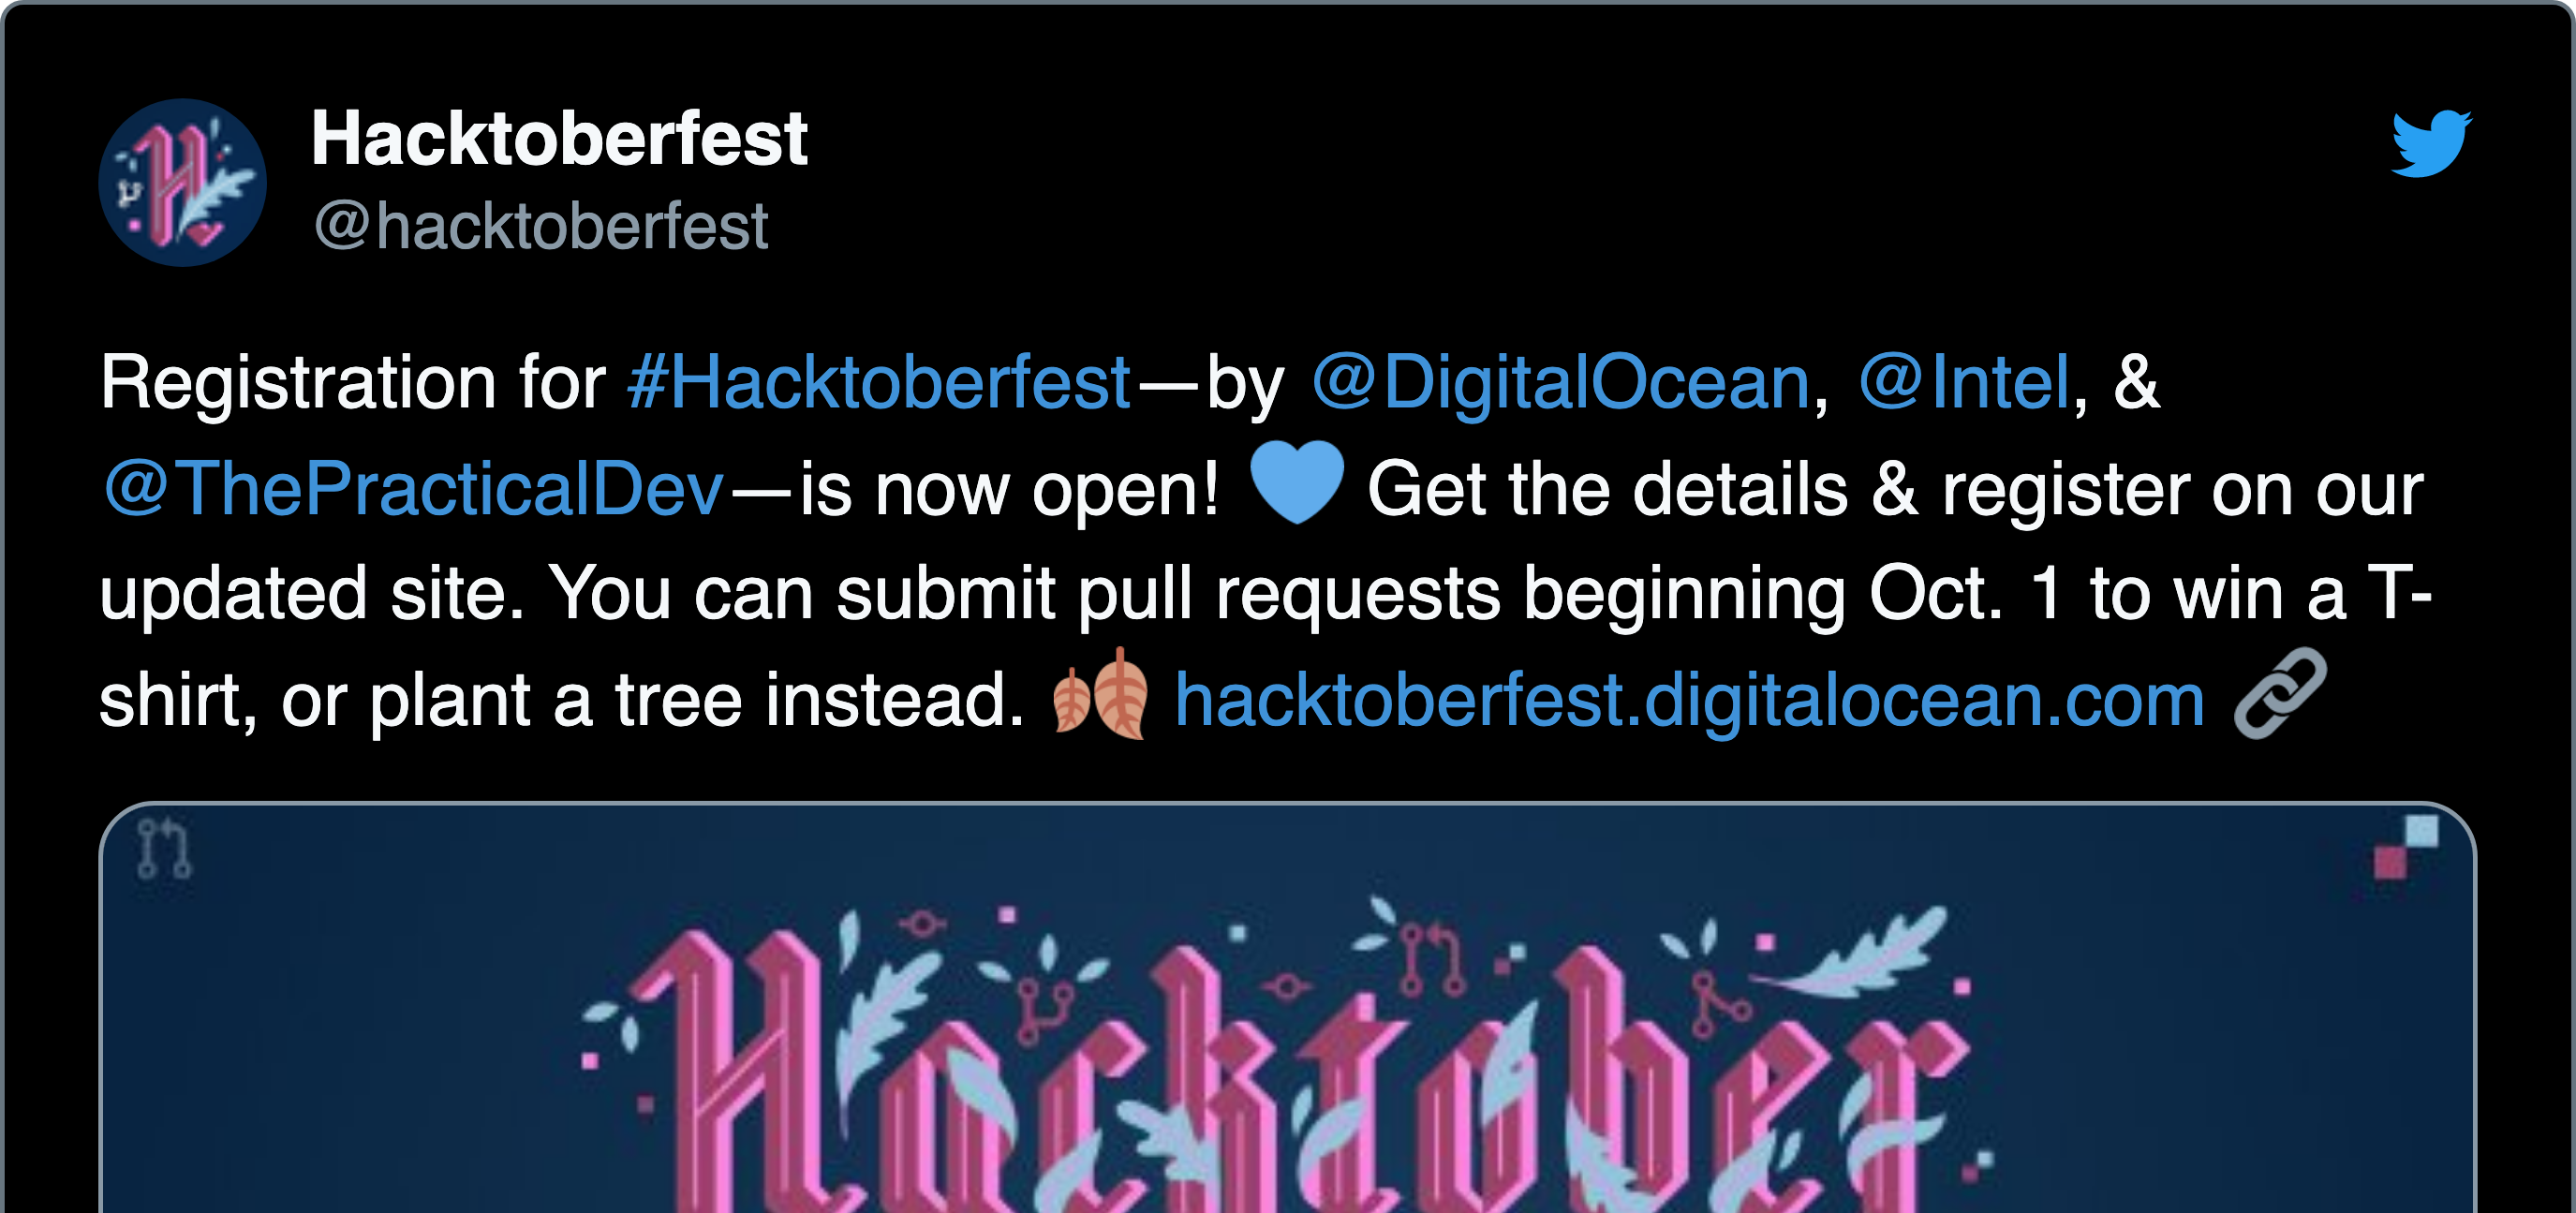 Hacktoberfest
@hacktoberfest
Registration for #Hacktoberfest—by @DigitalOcean, @Intel, &
@ThePracticalDev—is now open! 💙 Get the details & register on our
updated site. You can submit pull requests beginning Oct. 1 to win a T-
shirt, or plant a tree instead. 🍂 hacktoberfest.digitalocean.com 🔗
Hacktober